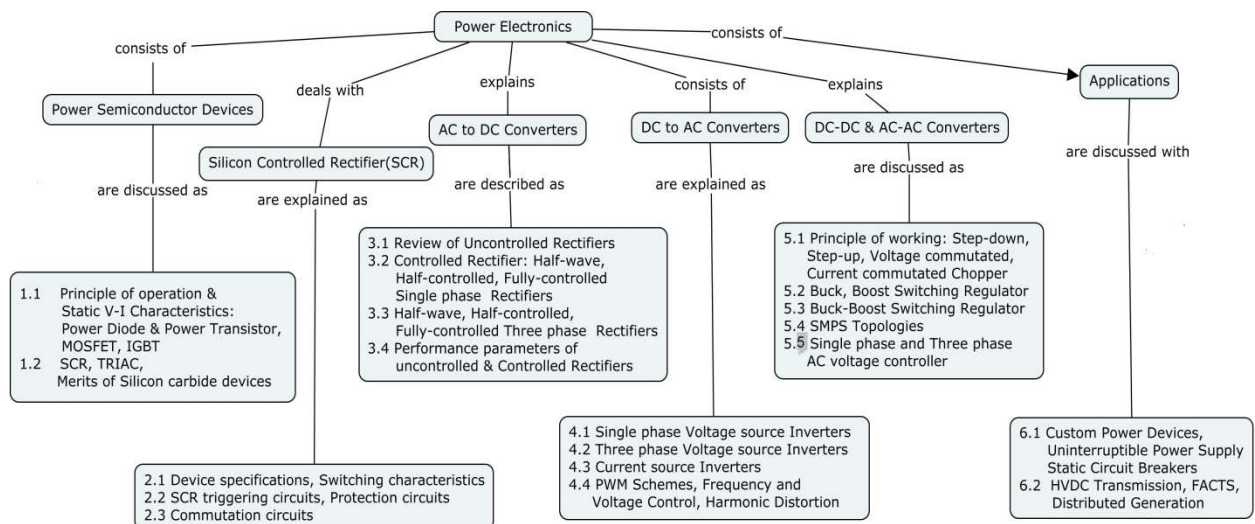 Power Electronics
consists of
consists of
deals with
explains
consists of
explains
Applications
Power Semiconductor Devices
AC to DC Converters
DC to AC Converters
DC-DC & AC-AC Converters
Silicon Controlled Rectifier(SCR)
are discussed with
are discussed as
are explained as
are described as
are explained as
are discussed as
1.1 Principle of operation &
Static V-I Characteristics:
Power Diode & Power Transistor,
MOSFET, IGBT
1.2 SCR, TRIAC,
Merits of Silicon carbide devices
2.1 Device specifications, Switching characteristics
2.2 SCR triggering circuits, Protection circuits
2.3 Commutation circuits
3.1 Review of Uncontrolled Rectifiers
3.2 Controlled Rectifier: Half-wave,
Half-controlled, Fully-controlled
Single phase Rectifiers
3.3 Half-wave, Half-controlled,
Fully-controlled Three phase Rectifiers
3.4 Performance parameters of
uncontrolled & Controlled Rectifiers
4.1 Single phase Voltage source Inverters
4.2 Three phase Voltage source Inverters
4.3 Current source Inverters
4.4 PWM Schemes, Frequency and
Voltage Control, Harmonic Distortion
5.1 Principle of working: Step-down,
Step-up, Voltage commutated,
Current commutated Chopper
5.2 Buck, Boost Switching Regulator
5.3 Buck-Boost Switching Regulator
5.4 SMPS Topologies
5.5 Single phase and Three phase
AC voltage controller
6.1 Custom Power Devices,
Uninterruptible Power Supply
Static Circuit Breakers
6.2 HVDC Transmission, FACTS,
Distributed Generation